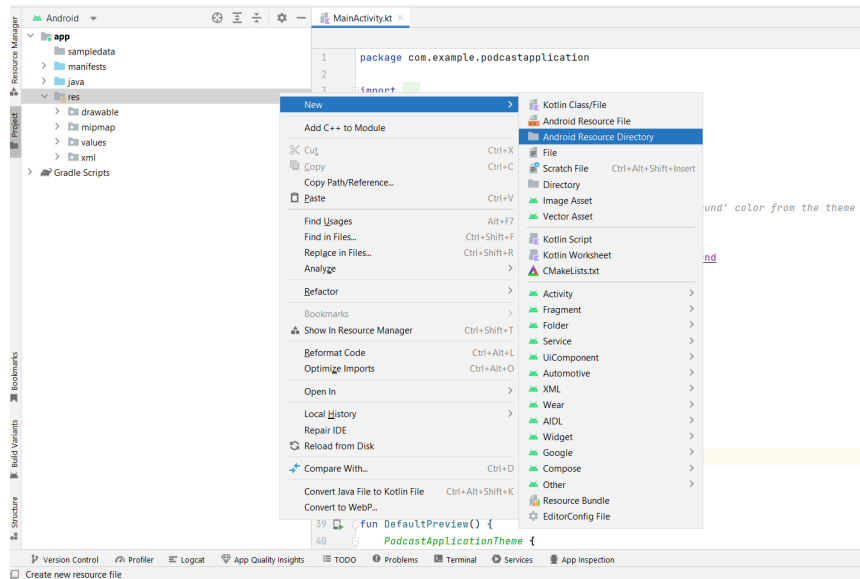 Android
MainActivity.kt
Resource Manager
Project
Bookmarks
Build Variants
Structure
app
sampledata
manifests
java
res
drawable
mipmap
values
xml
Gradle Scripts
1 package com.example.podcastapplication
2
3 import ...
New
Add C++ to Module
Cut Ctrl+X
Copy Ctrl+C
Copy Path/Reference...
Paste Ctrl+V
Find Usages Alt+F7
Find in Files... Ctrl+Shift+F
Replace in Files... Ctrl+Shift+R
Analyze
Refactor
Bookmarks
Show In Resource Manager Ctrl+Shift+T
Reformat Code Ctrl+Alt+L
Optimize Imports Ctrl+Alt+O
Open In
Local History
Repair IDE
Reload from Disk
Compare With... Ctrl+D
Convert Java File to Kotlin File Ctrl+Alt+Shift+K
Convert to WebP...
Kotlin Class/File
Android Resource File
Android Resource Directory
File
Scratch File Ctrl+Alt+Shift+Insert
Directory
Image Asset
Vector Asset
Kotlin Script
Kotlin Worksheet
CMakeLists.txt
Activity
Fragment
Folder
Service
UiComponent
Automotive
XML
Wear
AIDL
Widget
Google
Compose
Other
Resource Bundle
EditorConfig File
und' color from the theme
nd
39 fun DefaultPreview() {
40 PodcastApplicationTheme {
Version Control Profiler Logcat App Quality Insights TODO Problems Terminal Services App Inspection
Create new resource file